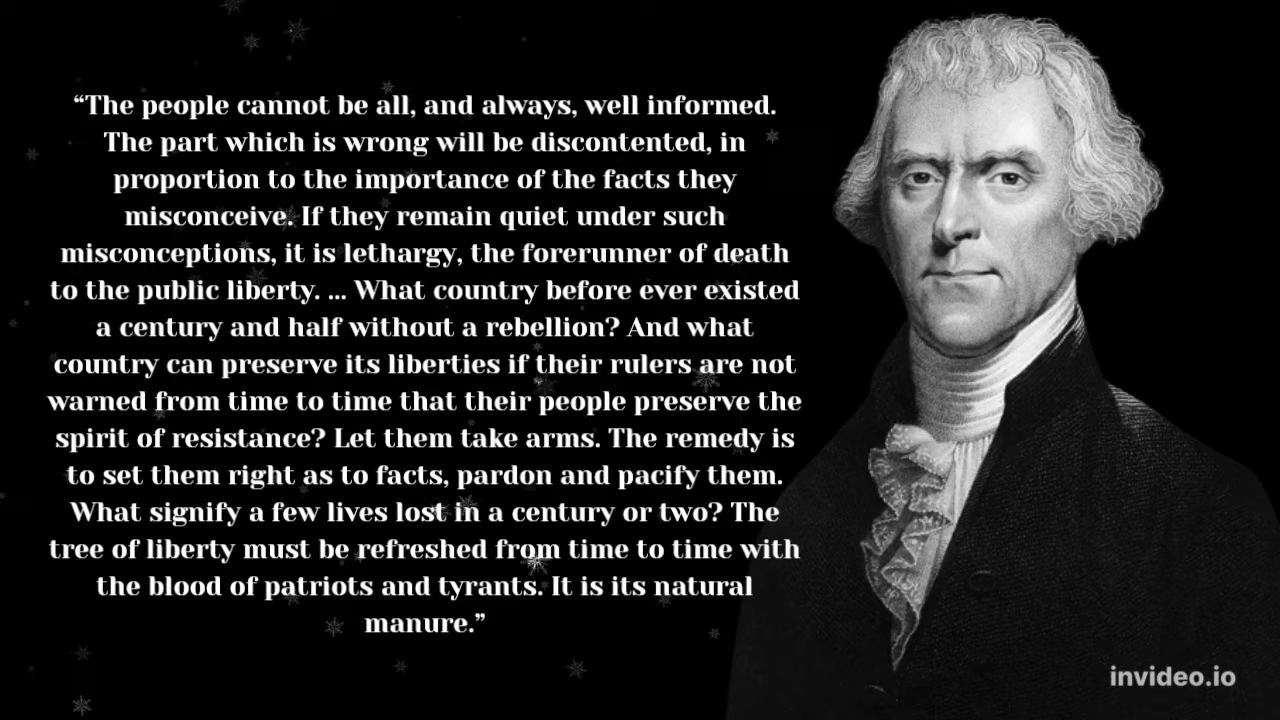 “The people cannot be all, and always, well informed.
The part which is wrong will be discontented, in
proportion to the importance of the facts they
misconceive. If they remain quiet under such
misconceptions, it is lethargy, the forerunner of death
to the public liberty. ... What country before ever existed
a century and half without a rebellion? And what
country can preserve its liberties if their rulers are not
warned from time to time that their people preserve the
spirit of resistance? Let them take arms. The remedy is
to set them right as to facts, pardon and pacify them.
What signify a few lives lost in a century or two? The
tree of liberty must be refreshed from time to time with
the blood of patriots and tyrants. It is its natural
manure.”
invideo.io